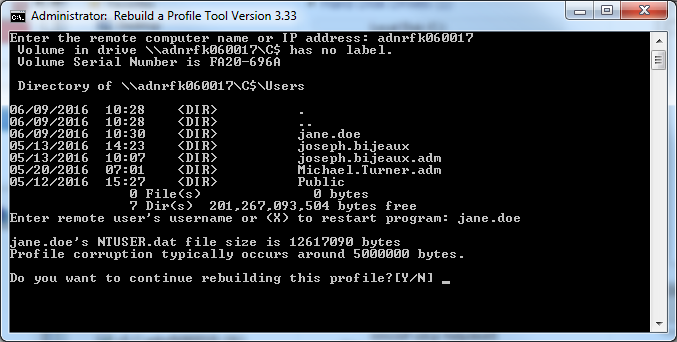 Administrator: Rebuild a Profile Tool Version 3.33
Enter the remote computer name or IP address: adnrfk060017
 Volume in drive \\adnrfk060017\C$ has no label.
 Volume Serial Number is FA20-696A

 Directory of \\adnrfk060017\C$\Users

06/09/2016  10:28    <DIR>          .
06/09/2016  10:28    <DIR>          ..
06/09/2016  10:30    <DIR>          jane.doe
05/13/2016  14:23    <DIR>          joseph.bijeaux
05/13/2016  10:07    <DIR>          joseph.bijeaux.adm
05/20/2016  07:01    <DIR>          Michael.Turner.adm
05/12/2016  15:27    <DIR>          Public
               0 File(s)              0 bytes
               7 Dir(s)  201,267,093,504 bytes free
Enter remote user's username or (X) to restart program: jane.doe

jane.doe's NTUSER.dat file size is 12617090 bytes
Profile corruption typically occurs around 5000000 bytes.

Do you want to continue rebuilding this profile?[Y/N] _